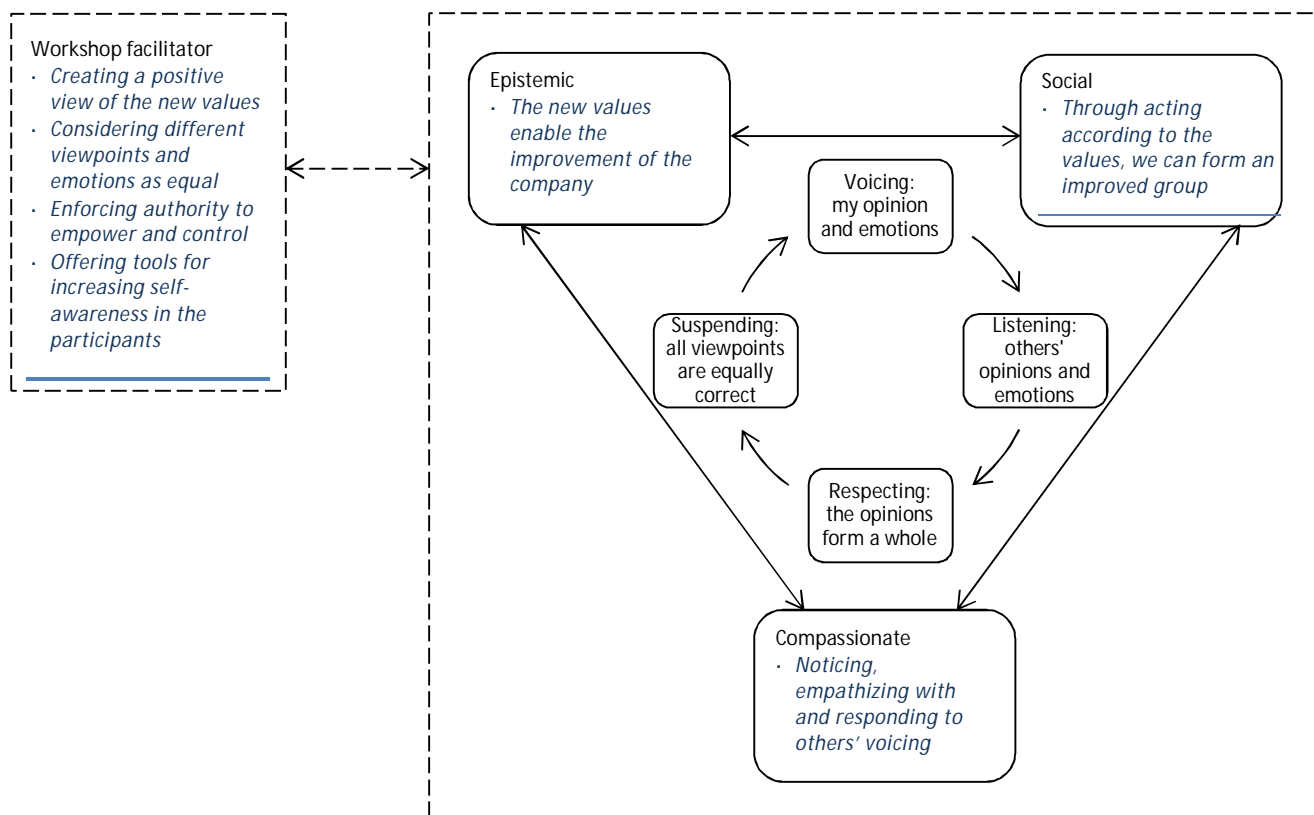 Workshop facilitator
· Creating a positive
view of the new values
· Considering different
viewpoints and
emotions as equal
· Enforcing authority to
empower and control
· Offering tools for
increasing self-
awareness in the
participants
Epistemic
· The new values
enable the
improvement of the
company
Social
· Through acting
according to the
values, we can form an
improved group
Voicing:
my opinion
and emotions
Suspending:
all viewpoints
are equally
correct
Listening:
others'
opinions and
emotions
Respecting:
the opinions
form a whole
Compassionate
· Noticing,
empathizing with
and responding to
others’ voicing